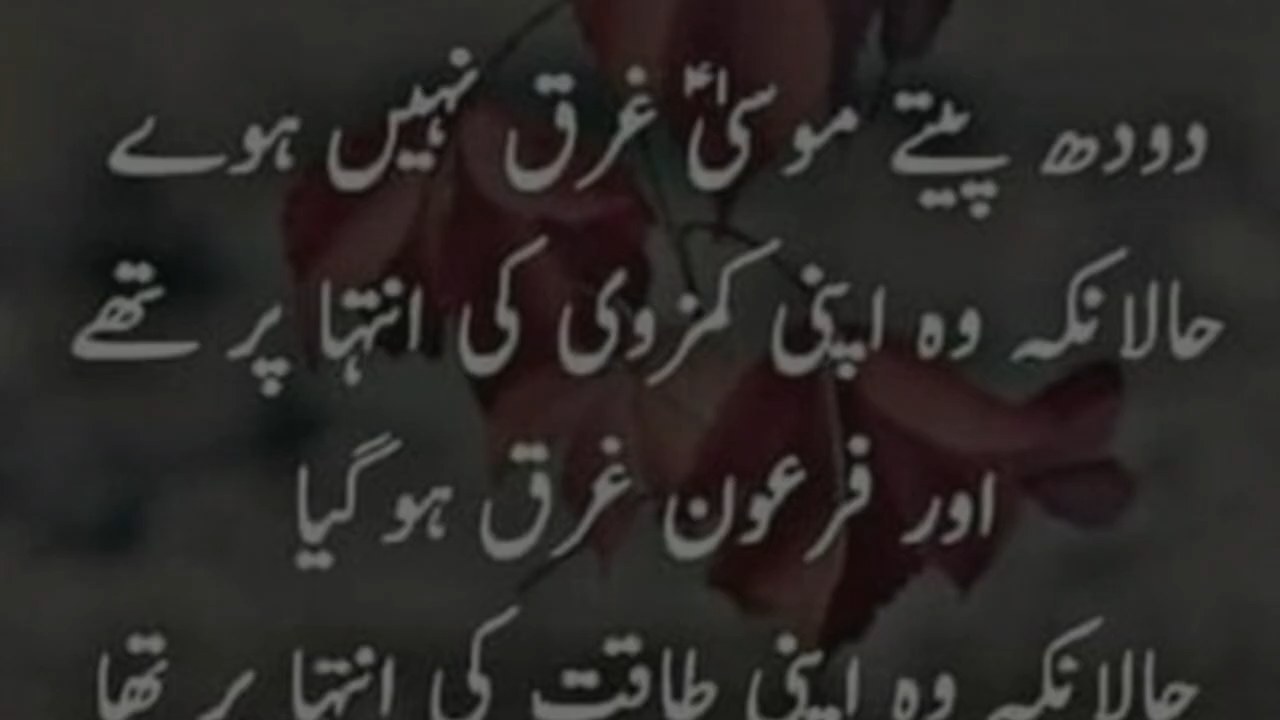 دودھ پیتے موسیٰؑ غرق نہیں ہوے
حالانکہ وہ اپنی کمزوی کی انتہا پر تھے
اور فرعون غرق ہو گیا
حالانکہ وہ اپنی طاقت کی انتہا پر تھا